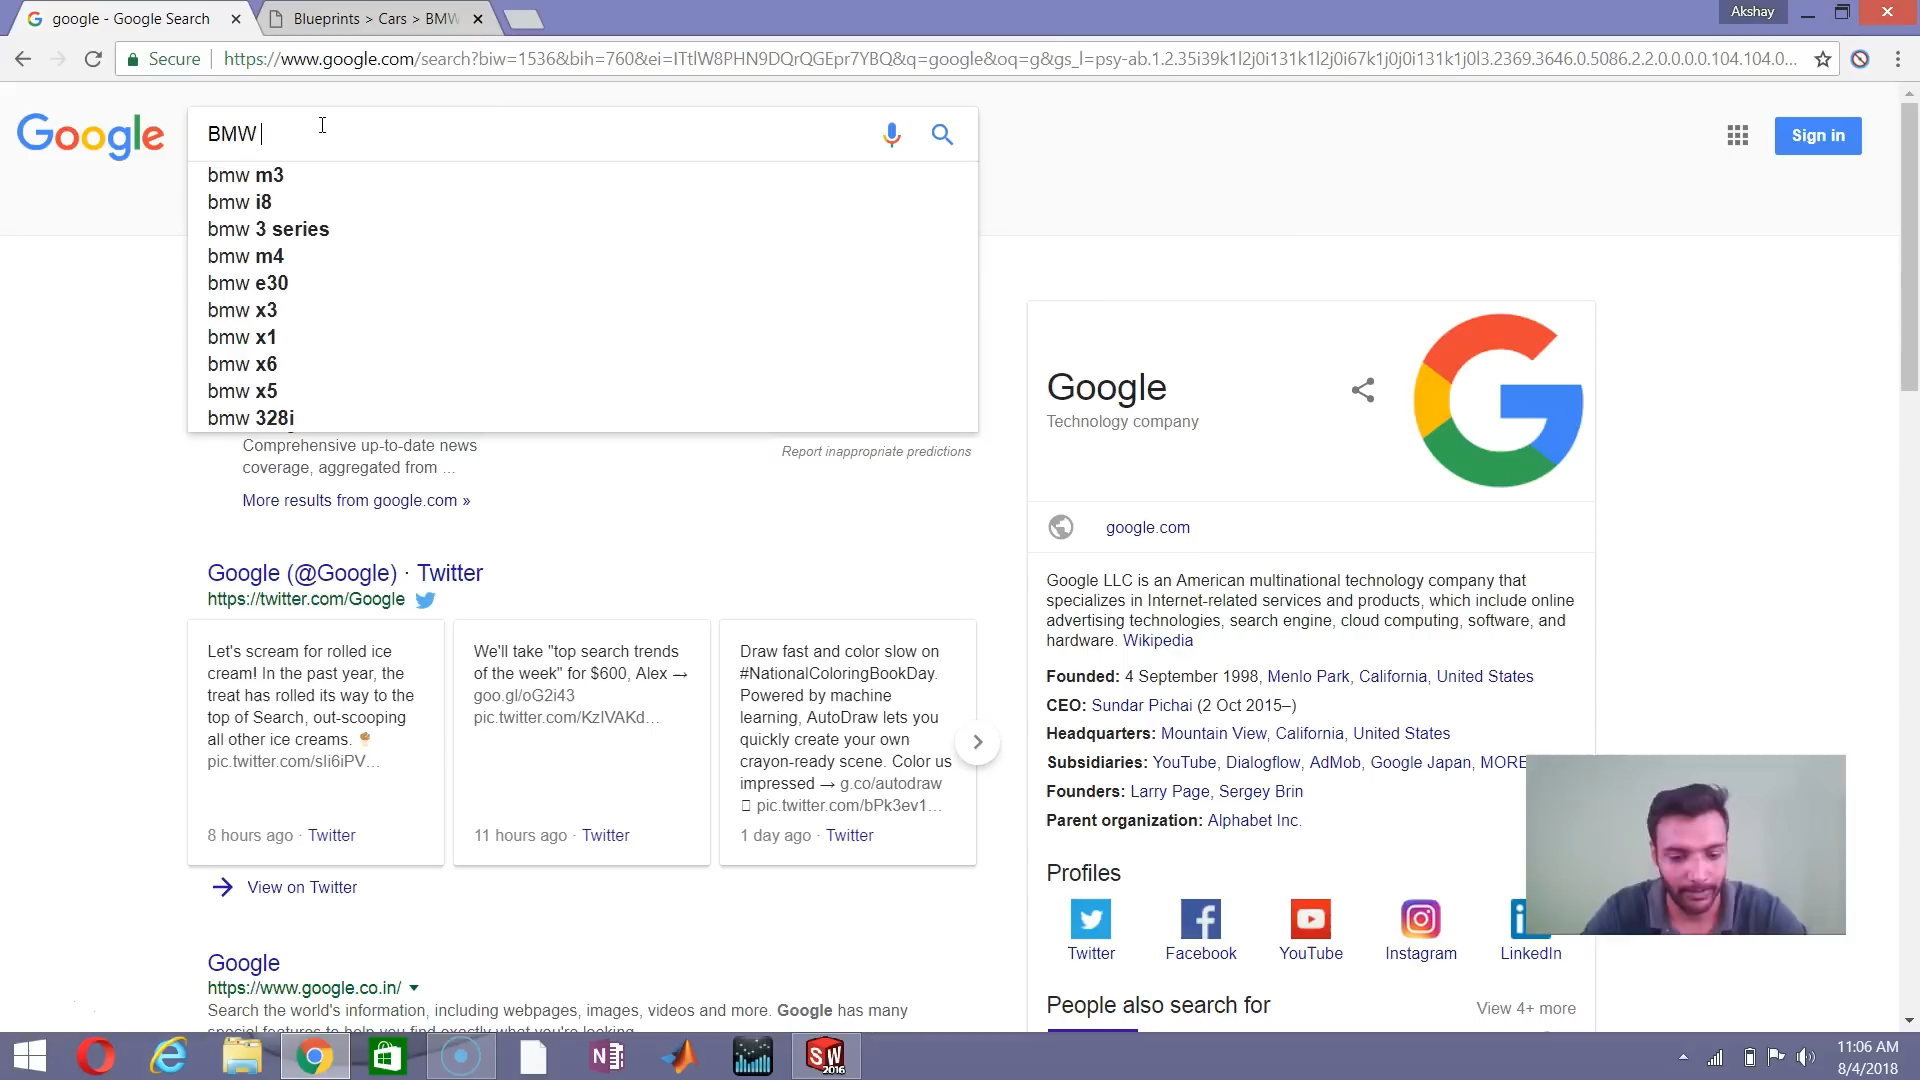 google - Google Search
Blueprints > Cars > BMW
Akshay
Secure
https://www.google.com/search?biw=1536&bih=760&ei=ITtlW8PHN9DQrQGEpr7YBQ&q=google&oq=g&gs_l=psy-ab.1.2.35i39k1l2j0i131k1l2j0i67k1j0j0i131k1j0l3.2369.3646.0.5086.2.2.0.0.0.0.104.104.0...
Google
BMW
Sign in
bmw m3
bmw i8
bmw 3 series
bmw m4
bmw e30
bmw x3
bmw x1
bmw x6
bmw x5
bmw 328i
Report inappropriate predictions
Comprehensive up-to-date news
coverage, aggregated from ...
More results from google.com »
Google (@Google) · Twitter
https://twitter.com/Google
Let's scream for rolled ice
cream! In the past year, the
treat has rolled its way to the
top of Search, out-scooping
all other ice creams.
pic.twitter.com/sli6iPV...
8 hours ago · Twitter
We'll take "top search trends
of the week" for $600, Alex →
goo.gl/oG2i43
pic.twitter.com/KzlVAKd...
11 hours ago · Twitter
Draw fast and color slow on
#NationalColoringBookDay.
Powered by machine
learning, AutoDraw lets you
quickly create your own
crayon-ready scene. Color us
impressed → g.co/autodraw
pic.twitter.com/bPk3ev1...
1 day ago · Twitter
View on Twitter
Google
https://www.google.co.in/
Search the world's information, including webpages, images, videos and more. Google has many
special features to help you find exactly what you're looking
Google
Technology company
google.com
Google LLC is an American multinational technology company that
specializes in Internet-related services and products, which include online
advertising technologies, search engine, cloud computing, software, and
hardware. Wikipedia
Founded: 4 September 1998, Menlo Park, California, United States
CEO: Sundar Pichai (2 Oct 2015–)
Headquarters: Mountain View, California, United States
Subsidiaries: YouTube, Dialogflow, AdMob, Google Japan, MORE
Founders: Larry Page, Sergey Brin
Parent organization: Alphabet Inc.
Profiles
Twitter
Facebook
YouTube
Instagram
LinkedIn
People also search for
View 4+ more
N
SW
2016
11:06 AM
8/4/2018